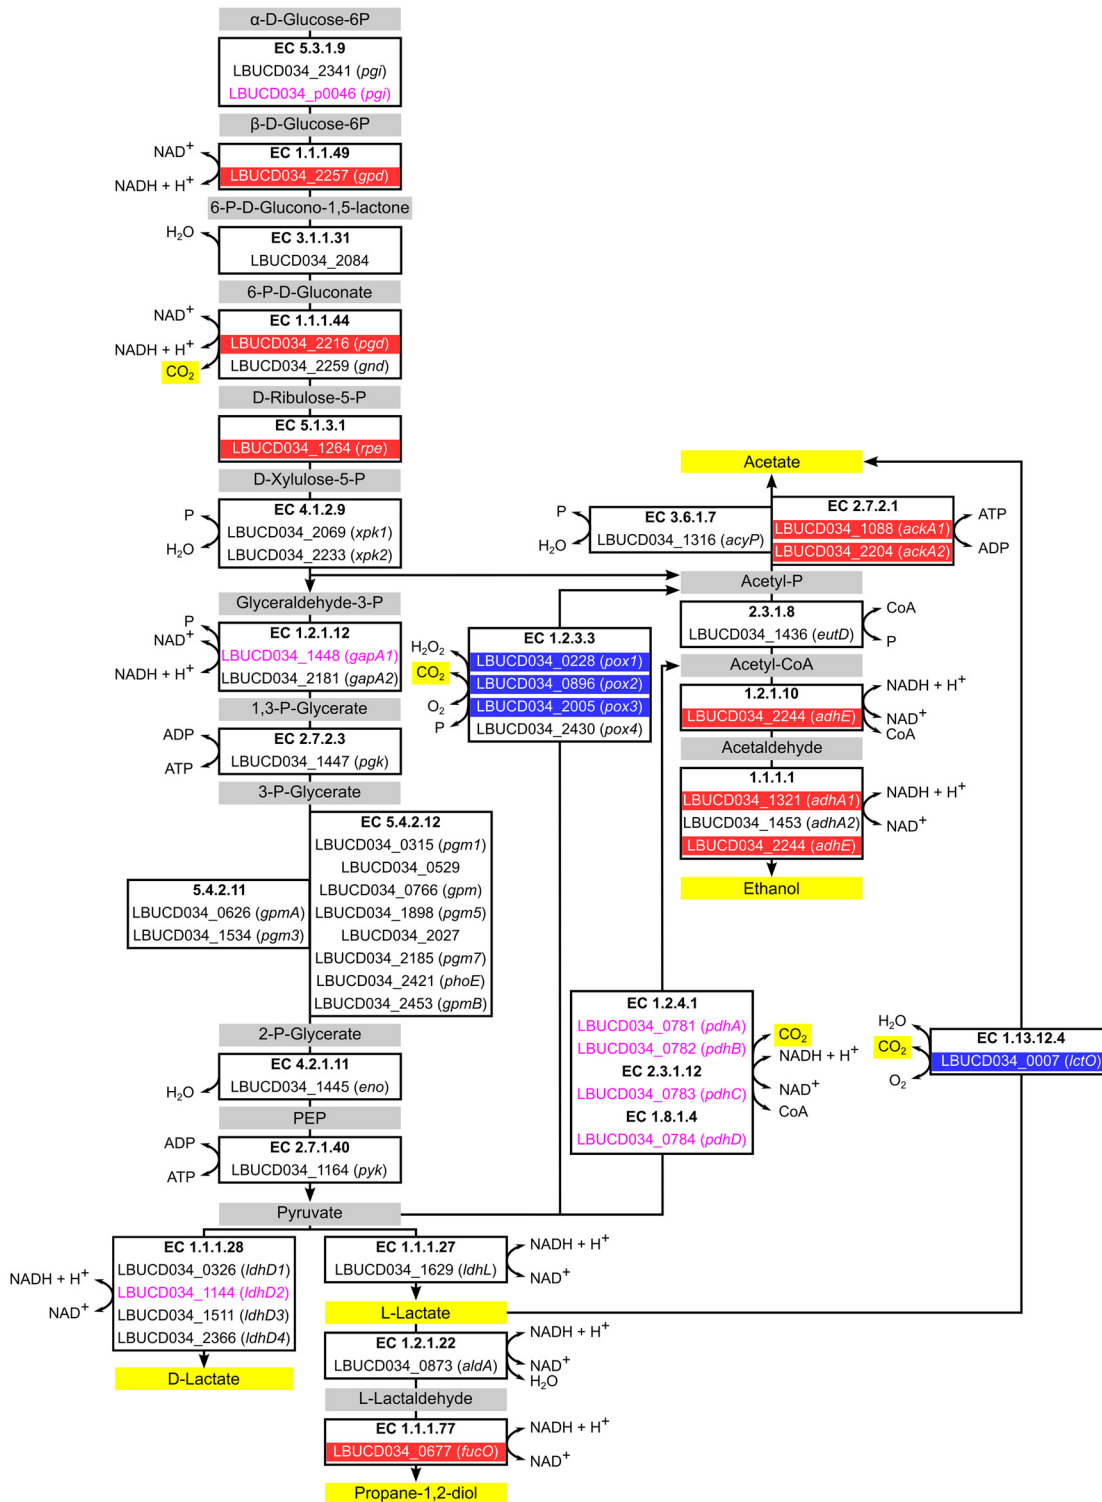 α-D-Glucose-6P
EC 5.3.1.9
LBUCD034_2341 (pgi)
LBUCD034_p0046 (pgi)
β-D-Glucose-6P
NAD+
NADH + H+
EC 1.1.1.49
LBUCD034_2257 (gpd)
6-P-D-Glucono-1,5-lactone
H2O
EC 3.1.1.31
LBUCD034_2084
6-P-D-Gluconate
NAD+
NADH + H+
CO2
EC 1.1.1.44
LBUCD034_2216 (pgd)
LBUCD034_2259 (gnd)
D-Ribulose-5-P
EC 5.1.3.1
LBUCD034_1264 (rpe)
D-Xylulose-5-P
P
H2O
EC 4.1.2.9
LBUCD034_2069 (xpk1)
LBUCD034_2233 (xpk2)
Glyceraldehyde-3-P
P
NAD+
NADH + H+
EC 1.2.1.12
LBUCD034_1448 (gapA1)
LBUCD034_2181 (gapA2)
1,3-P-Glycerate
ADP
ATP
EC 2.7.2.3
LBUCD034_1447 (pgk)
3-P-Glycerate
EC 5.4.2.12
LBUCD034_0315 (pgm1)
LBUCD034_0529
LBUCD034_0766 (gpm)
LBUCD034_1898 (pgm5)
LBUCD034_2027
LBUCD034_2185 (pgm7)
LBUCD034_2421 (phoE)
LBUCD034_2453 (gpmB)
5.4.2.11
LBUCD034_0626 (gpmA)
LBUCD034_1534 (pgm3)
2-P-Glycerate
H2O
EC 4.2.1.11
LBUCD034_1445 (eno)
PEP
ADP
ATP
EC 2.7.1.40
LBUCD034_1164 (pyk)
Pyruvate
EC 1.1.1.28
LBUCD034_0326 (ldhD1)
LBUCD034_1144 (ldhD2)
LBUCD034_1511 (ldhD3)
LBUCD034_2366 (ldhD4)
NADH + H+
NAD+
D-Lactate
EC 1.1.1.27
LBUCD034_1629 (ldhL)
NADH + H+
NAD+
L-Lactate
EC 1.2.1.22
LBUCD034_0873 (aldA)
NADH + H+
NAD+
H2O
L-Lactaldehyde
EC 1.1.1.77
LBUCD034_0677 (fucO)
NADH + H+
NAD+
Propane-1,2-diol
H2O2
CO2
O2
P
EC 1.2.3.3
LBUCD034_0228 (pox1)
LBUCD034_0896 (pox2)
LBUCD034_2005 (pox3)
LBUCD034_2430 (pox4)
EC 1.2.4.1
LBUCD034_0781 (pdhA)
LBUCD034_0782 (pdhB)
EC 2.3.1.12
LBUCD034_0783 (pdhC)
EC 1.8.1.4
LBUCD034_0784 (pdhD)
CO2
NADH + H+
NAD+
CoA
Acetate
P
H2O
EC 3.6.1.7
LBUCD034_1316 (acyP)
EC 2.7.2.1
LBUCD034_1088 (ackA1)
LBUCD034_2204 (ackA2)
ATP
ADP
Acetyl-P
2.3.1.8
LBUCD034_1436 (eutD)
CoA
P
Acetyl-CoA
1.2.1.10
LBUCD034_2244 (adhE)
NADH + H+
NAD+
CoA
Acetaldehyde
1.1.1.1
LBUCD034_1321 (adhA1)
LBUCD034_1453 (adhA2)
LBUCD034_2244 (adhE)
NADH + H+
NAD+
Ethanol
H2O
CO2
O2
EC 1.13.12.4
LBUCD034_0007 (lctO)